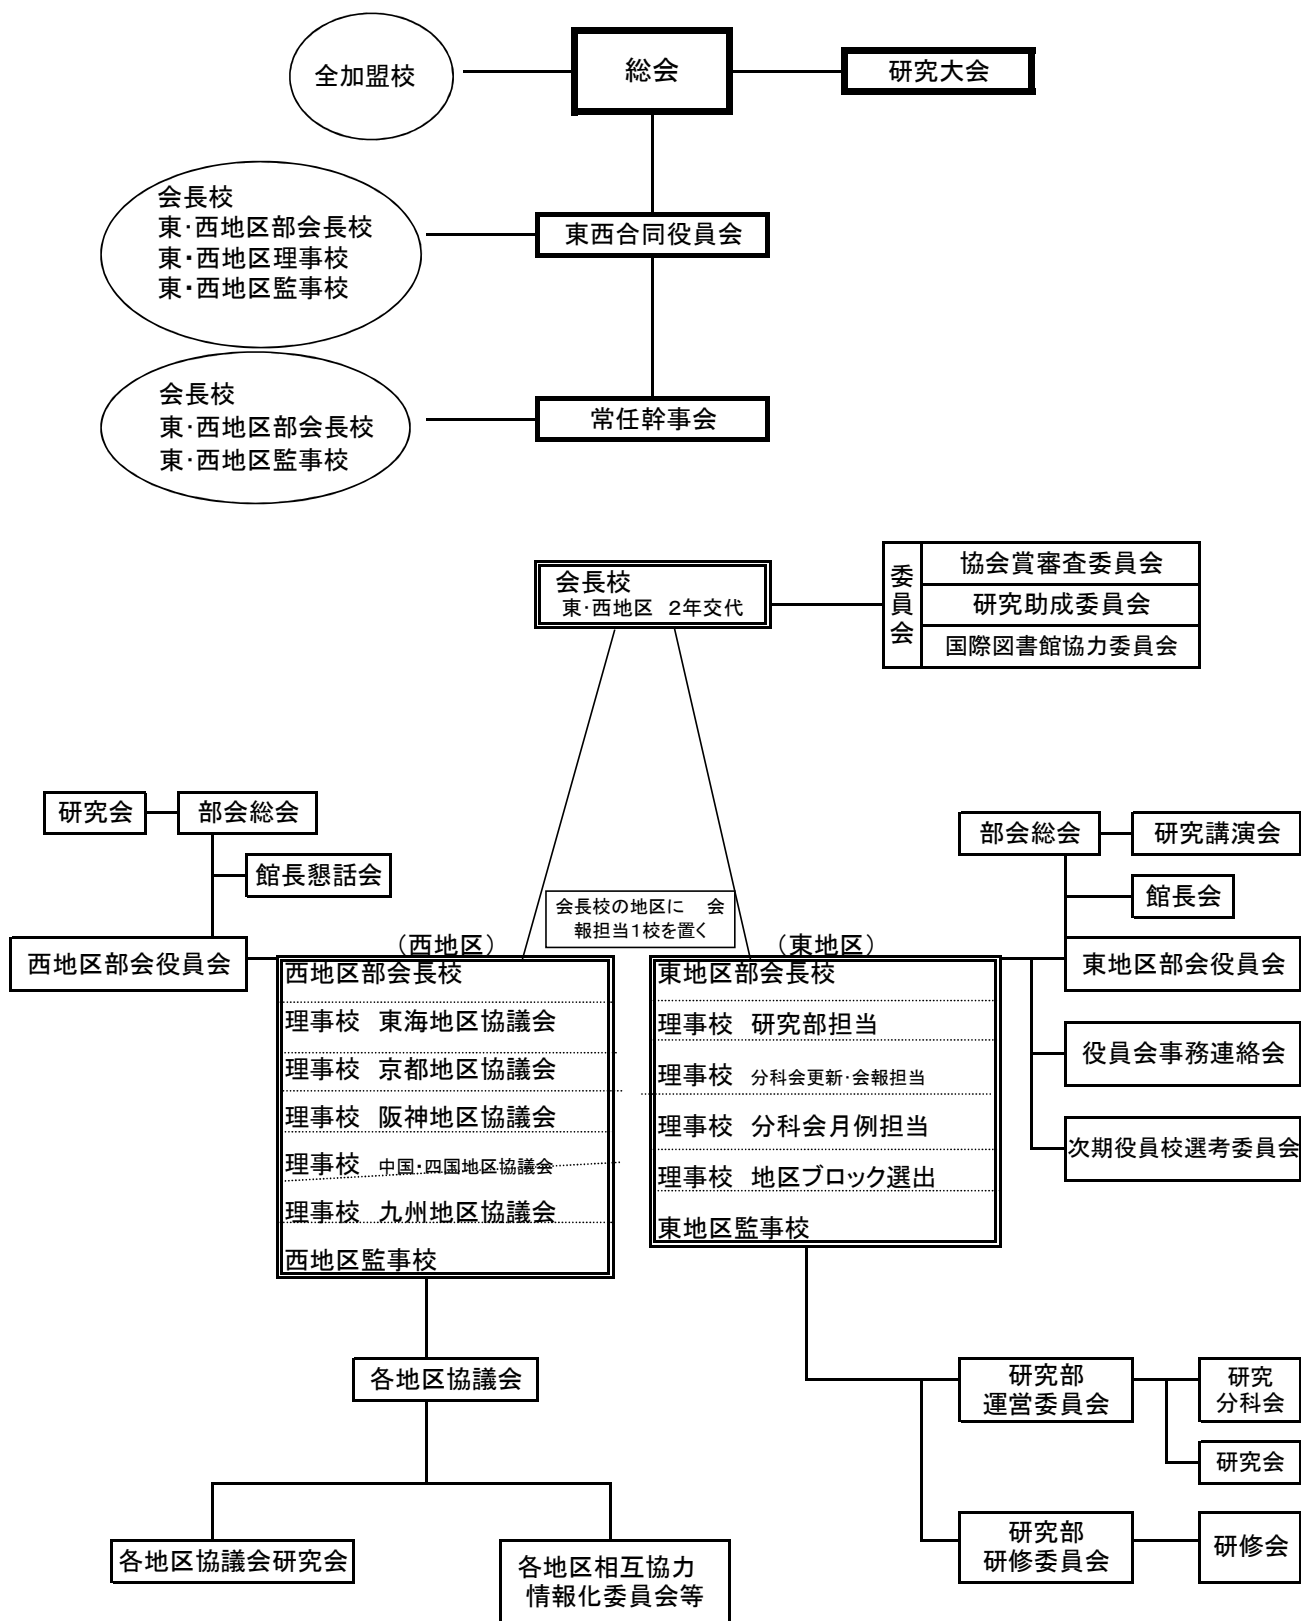 全加盟校
総会
研究大会
会長校
東・西地区部会長校
東・西地区理事校
東・西地区監事校
東西合同役員会
会長校
東・西地区部会長校
東・西地区監事校
常任幹事会
会長校
東・西地区 2年交代
委員会
協会賞審査委員会
研究助成委員会
国際図書館協力委員会
研究会
部会総会
館長懇話会
西地区部会役員会
部会総会
研究講演会
館長会
東地区部会役員会
役員会事務連絡会
次期役員校選考委員会
会長校の地区に 会
報担当1校を置く
(西地区)
西地区部会長校
理事校 東海地区協議会
理事校 京都地区協議会
理事校 阪神地区協議会
理事校 中国・四国地区協議会
理事校 九州地区協議会
西地区監事校
(東地区)
東地区部会長校
理事校 研究部担当
理事校 分科会更新・会報担当
理事校 分科会月例担当
理事校 地区ブロック選出
東地区監事校
各地区協議会
各地区協議会研究会
各地区相互協力
情報化委員会等
研究部
運営委員会
研究
分科会
研究会
研究部
研修委員会
研修会